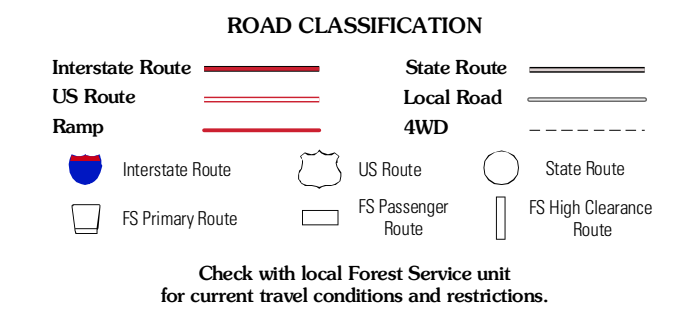 ROAD CLASSIFICATION
Interstate Route
State Route
US Route
Local Road
Ramp
4WD
Interstate Route
US Route
State Route
FS Primary Route
FS Passenger
Route
FS High Clearance
Route
Check with local Forest Service unit
for current travel conditions and restrictions.